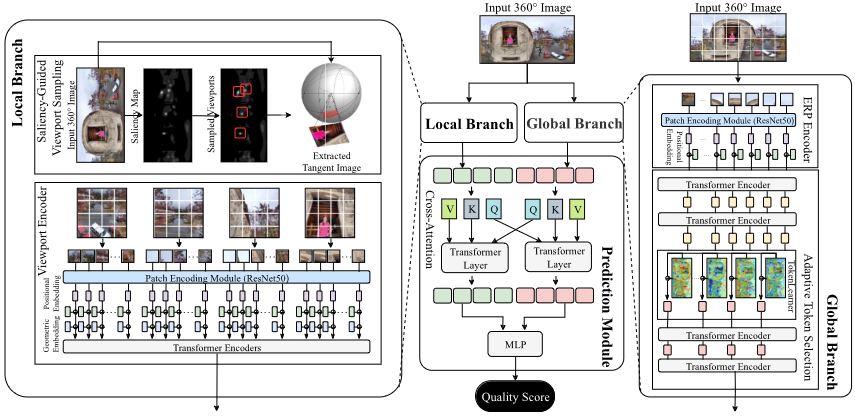 Local Branch
Saliency-Guided
Viewport Sampling
Input 360° Image
Saliency Map
Sampled Viewports
Extracted
Tangent Image
Viewport Encoder
Patch Encoding Module (ResNet50)
Positional
Embedding
Geometric
Embedding
Transformer Encoders
Input 360° Image
Local Branch
Global Branch
Cross-Attention
V
K
Q
Q
K
V
Transformer
Layer
Transformer
Layer
MLP
Prediction Module
Quality Score
Input 360° Image
ERP Encoder
Patch Encoding Module (ResNet50)
Positional
Embedding
Transformer Encoder
Transformer Encoder
TokenLearner
Adaptive Token Selection
Transformer Encoder
Transformer Encoder
Global Branch